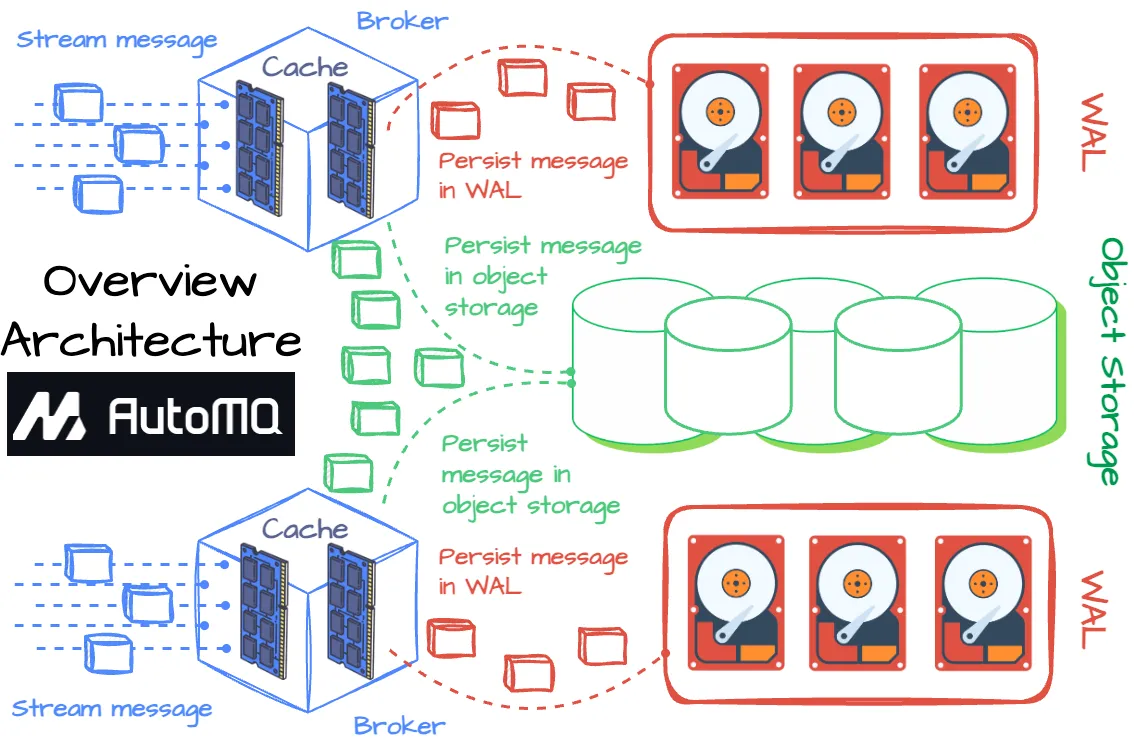 Broker
Stream message
Cache
Persist message
in WAL
WAL
Persist message
in object
storage
Object Storage
Overview
Architecture
AutoMQ
Persist
message in
object storage
Cache
Persist message
in WAL
WAL
Stream message
Broker